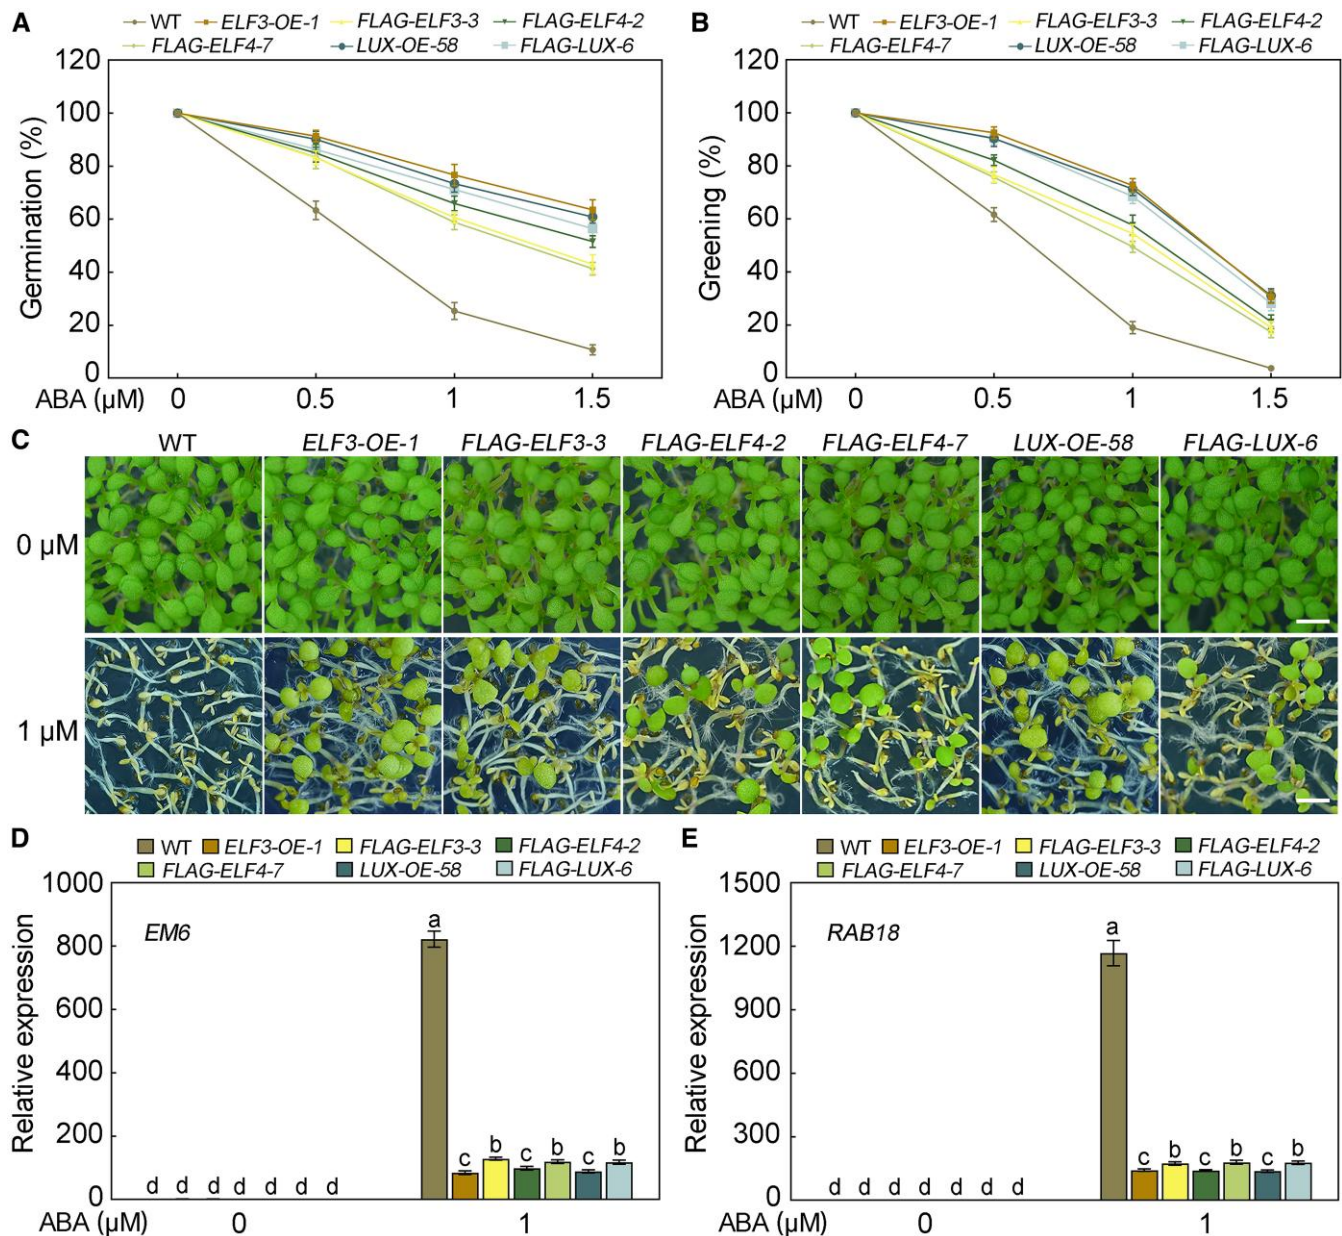 A
WT ELF3-OE-1 FLAG-ELF3-3 FLAG-ELF4-2
FLAG-ELF4-7 LUX-OE-58 FLAG-LUX-6
Germination (%)
120
100
80
60
40
20
0
ABA (µM) 0 0.5 1 1.5
B
WT ELF3-OE-1 FLAG-ELF3-3 FLAG-ELF4-2
FLAG-ELF4-7 LUX-OE-58 FLAG-LUX-6
Greening (%)
120
100
80
60
40
20
0
ABA (µM) 0 0.5 1 1.5
C
WT ELF3-OE-1 FLAG-ELF3-3 FLAG-ELF4-2 FLAG-ELF4-7 LUX-OE-58 FLAG-LUX-6
0 µM
1 µM
D
WT ELF3-OE-1 FLAG-ELF3-3 FLAG-ELF4-2
FLAG-ELF4-7 LUX-OE-58 FLAG-LUX-6
Relative expression
1000
800
600
400
200
0
EM6
a
c b c b c b
d d d d d d d
ABA (µM) 0 1
E
WT ELF3-OE-1 FLAG-ELF3-3 FLAG-ELF4-2
FLAG-ELF4-7 LUX-OE-58 FLAG-LUX-6
Relative expression
1500
1200
900
600
300
0
RAB18
a
c b c b c b
d d d d d d d
ABA (µM) 0 1